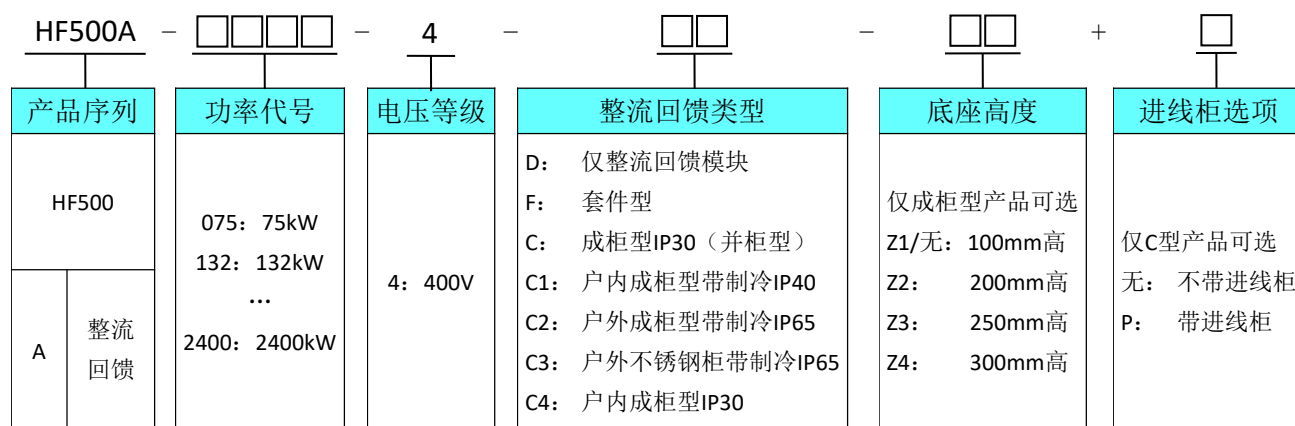 HF500A - □□□□ - 4 - □□ - □□ + □
产品序列
HF500
A
整流
回馈
功率代号
075：75kW
132：132kW
...
2400：2400kW
电压等级
4：400V
整流回馈类型
D： 仅整流回馈模块
F： 套件型
C： 成柜型IP30（并柜型）
C1： 户内成柜型带制冷IP40
C2： 户外成柜型带制冷IP65
C3： 户外不锈钢柜带制冷IP65
C4： 户内成柜型IP30
底座高度
仅成柜型产品可选
Z1/无：100mm高
Z2： 200mm高
Z3： 250mm高
Z4： 300mm高
进线柜选项
仅C型产品可选
无： 不带进线柜
P： 带进线柜